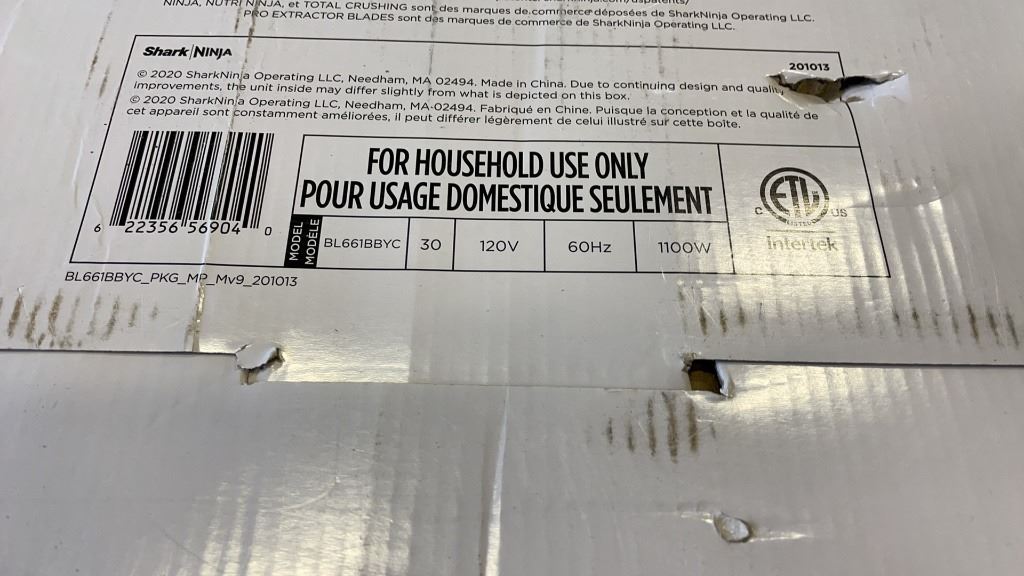 NINJA, NUTRI NINJA, et TOTAL CRUSHING sont des marques de commerce déposées de SharkNinja Operating LLC.
PRO EXTRACTOR BLADES sont des marques de commerce de SharkNinja Operating LLC.
Shark NINJA
201013
© 2020 SharkNinja Operating LLC, Needham, MA 02494. Made in China. Due to continuing design and quality
improvements, the unit inside may differ slightly from what is depicted on this box.
© 2020 SharkNinja Operating LLC, Needham, MA 02494. Fabriqué en Chine. Puisque la conception et la qualité de
cet appareil sont constamment améliorées, il peut différer légèrement de celui illustré sur cette boîte.
FOR HOUSEHOLD USE ONLY
POUR USAGE DOMESTIQUE SEULEMENT
MODEL
MODÈLE
BL661BBYC 30 120V 60Hz 1100W
C ETL US
LISTED
Intertek
6 22356 56904 0
BL661BBYC_PKG_MP_Mv9_201013